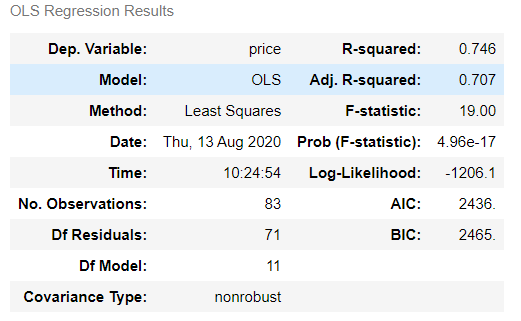 OLS Regression Results
Dep. Variable: price R-squared: 0.746
Model: OLS Adj. R-squared: 0.707
Method: Least Squares F-statistic: 19.00
Date: Thu, 13 Aug 2020 Prob (F-statistic): 4.96e-17
Time: 10:24:54 Log-Likelihood: -1206.1
No. Observations: 83 AIC: 2436.
Df Residuals: 71 BIC: 2465.
Df Model: 11
Covariance Type: nonrobust